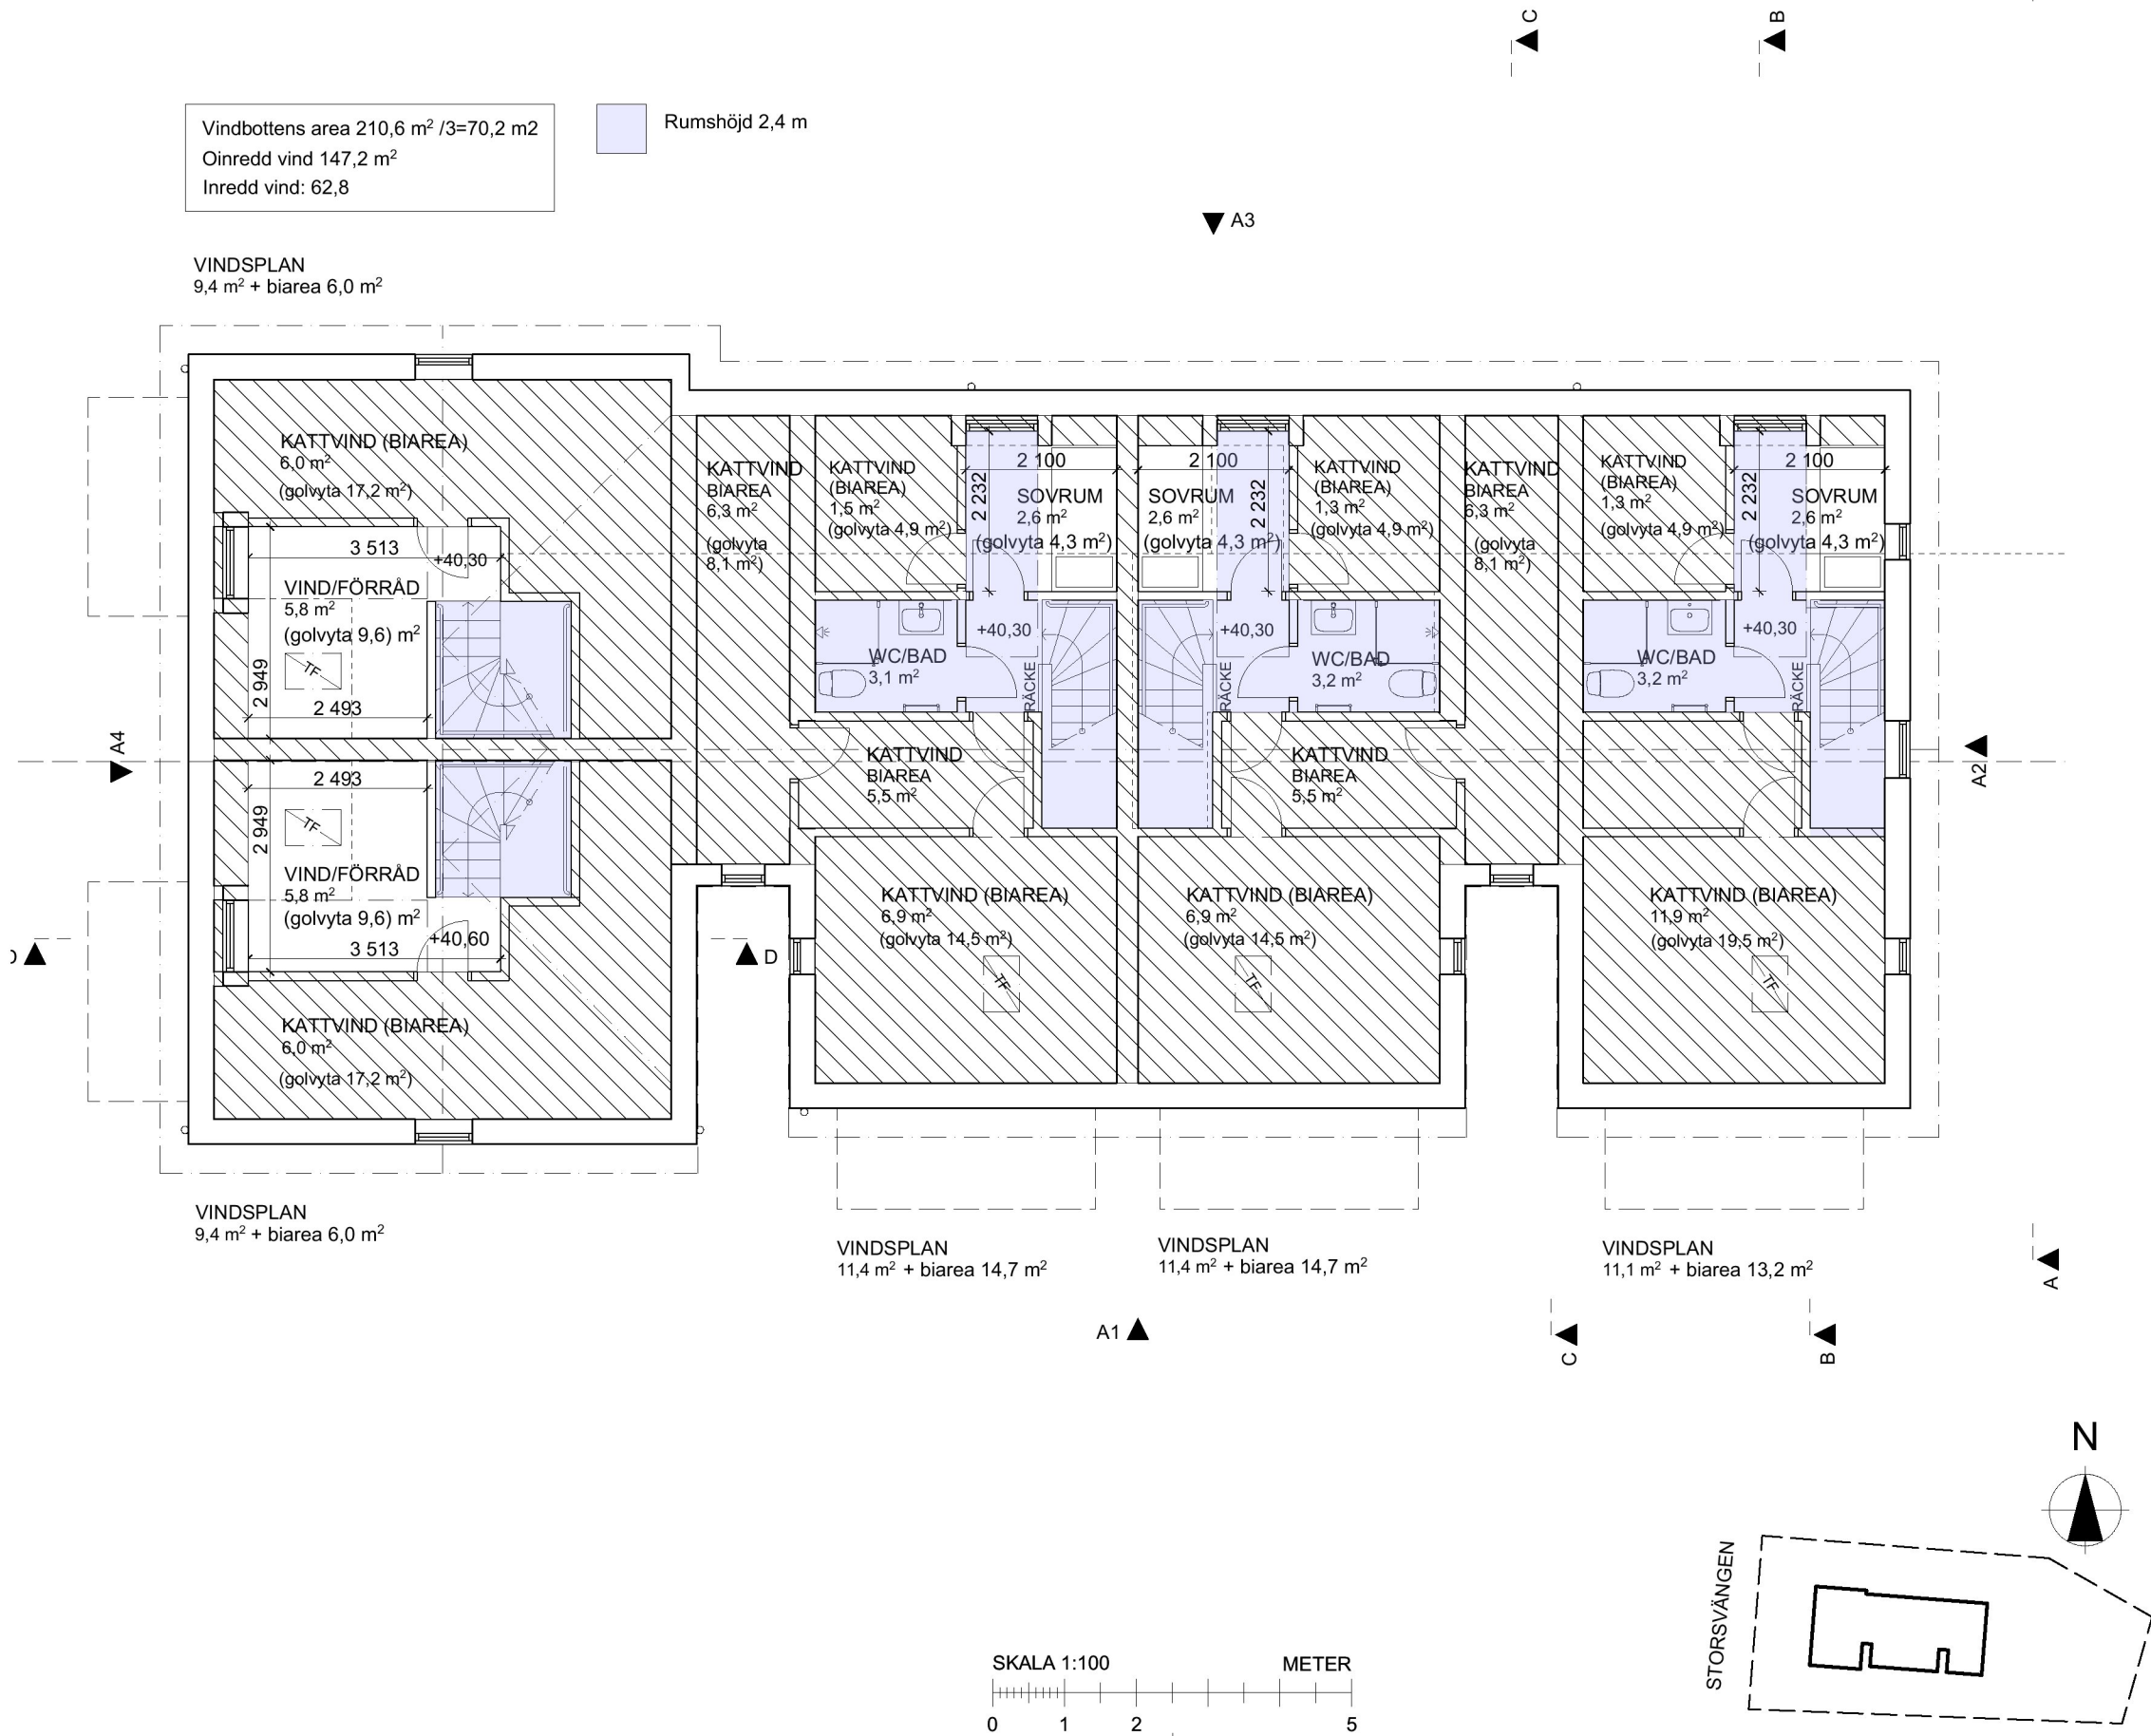 C
B
Vindbottens area 210,6 m² /3=70,2 m2
Oinredd vind 147,2 m²
Inredd vind: 62,8
Rumshöjd 2,4 m
A3
VINDSPLAN
9,4 m² + biarea 6,0 m²
KATTVIND (BIAREA)
6,0 m²
(golvyta 17,2 m²)
3 513
+40,30
VIND/FÖRRÅD
5,8 m²
(golvyta 9,6) m²
TF
2 949
2 493
A4
2 493
TF
2 949
VIND/FÖRRÅD
5,8 m²
(golvyta 9,6) m²
+40,60
3 513
KATTVIND (BIAREA)
6,0 m²
(golvyta 17,2 m²)
D
D
KATTVIND
BIAREA
6,3 m²
(golvyta
8,1 m²)
KATTVIND
(BIAREA)
1,5 m²
(golvyta 4,9 m²)
2 100
2 232
SOVRUM
2,6 m²
(golvyta 4,3 m²)
+40,30
WC/BAD
3,1 m²
RÄCKE
KATTVIND
BIAREA
5,5 m²
KATTVIND (BIAREA)
6,9 m²
(golvyta 14,5 m²)
TF
2 100
2 232
SOVRUM
2,6 m²
(golvyta 4,3 m²)
KATTVIND
(BIAREA)
1,3 m²
(golvyta 4,9 m²)
+40,30
WC/BAD
3,2 m²
RÄCKE
KATTVIND
BIAREA
5,5 m²
KATTVIND (BIAREA)
6,9 m²
(golvyta 14,5 m²)
TF
KATTVIND
BIAREA
6,3 m²
(golvyta
8,1 m²)
KATTVIND
(BIAREA)
1,3 m²
(golvyta 4,9 m²)
2 100
2 232
SOVRUM
2,6 m²
(golvyta 4,3 m²)
+40,30
WC/BAD
3,2 m²
RÄCKE
KATTVIND (BIAREA)
11,9 m²
(golvyta 19,5 m²)
TF
A2
VINDSPLAN
9,4 m² + biarea 6,0 m²
VINDSPLAN
11,4 m² + biarea 14,7 m²
VINDSPLAN
11,4 m² + biarea 14,7 m²
VINDSPLAN
11,1 m² + biarea 13,2 m²
A
A1
C
B
N
STORSVÄNGEN
SKALA 1:100 METER
0 1 2 5